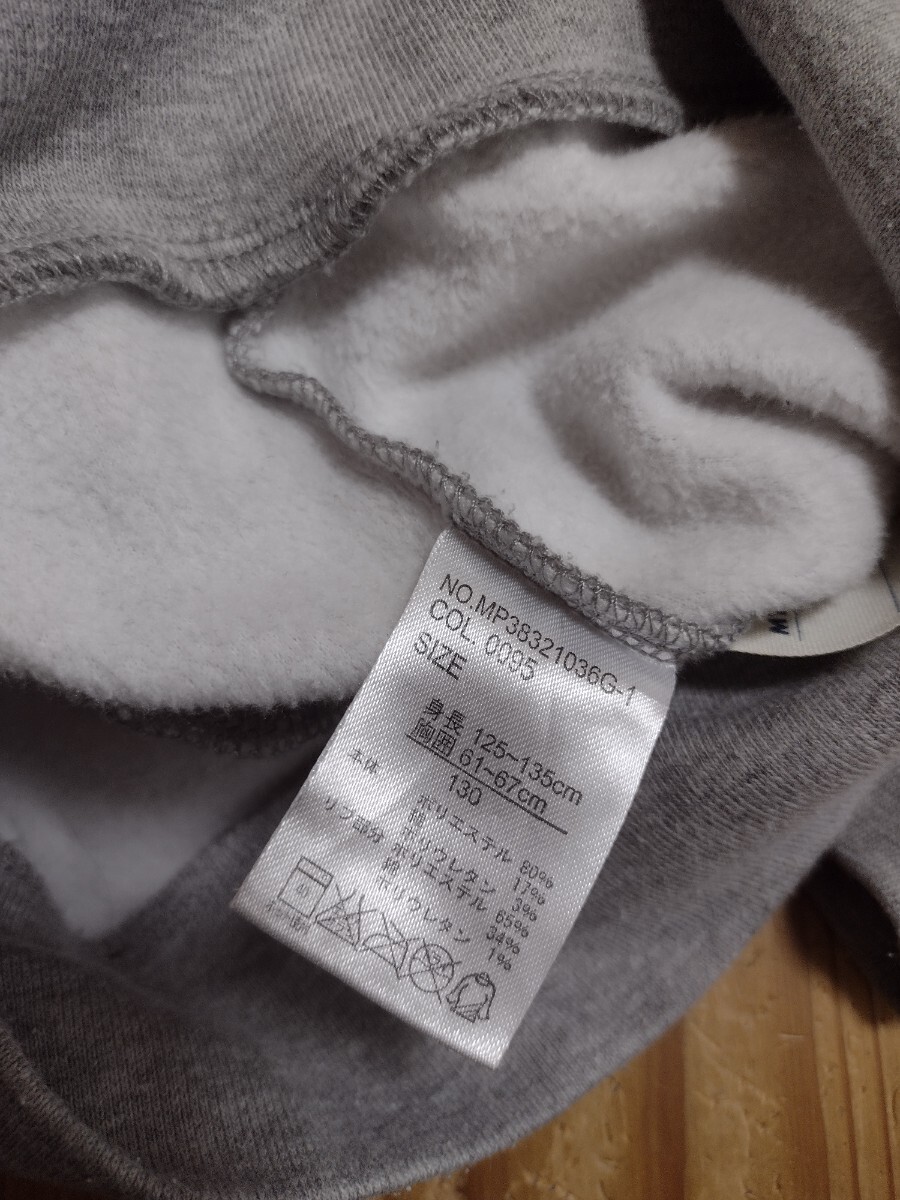 NO.MP38321036G-1
COL 0095
SIZE
身長 125~135cm
胸囲 61~67cm
130
本体 ポリエステル 80%
綿 17%
ポリウレタン 3%
リブ部分 ポリエステル 65%
綿 34%
ポリウレタン 1%
40